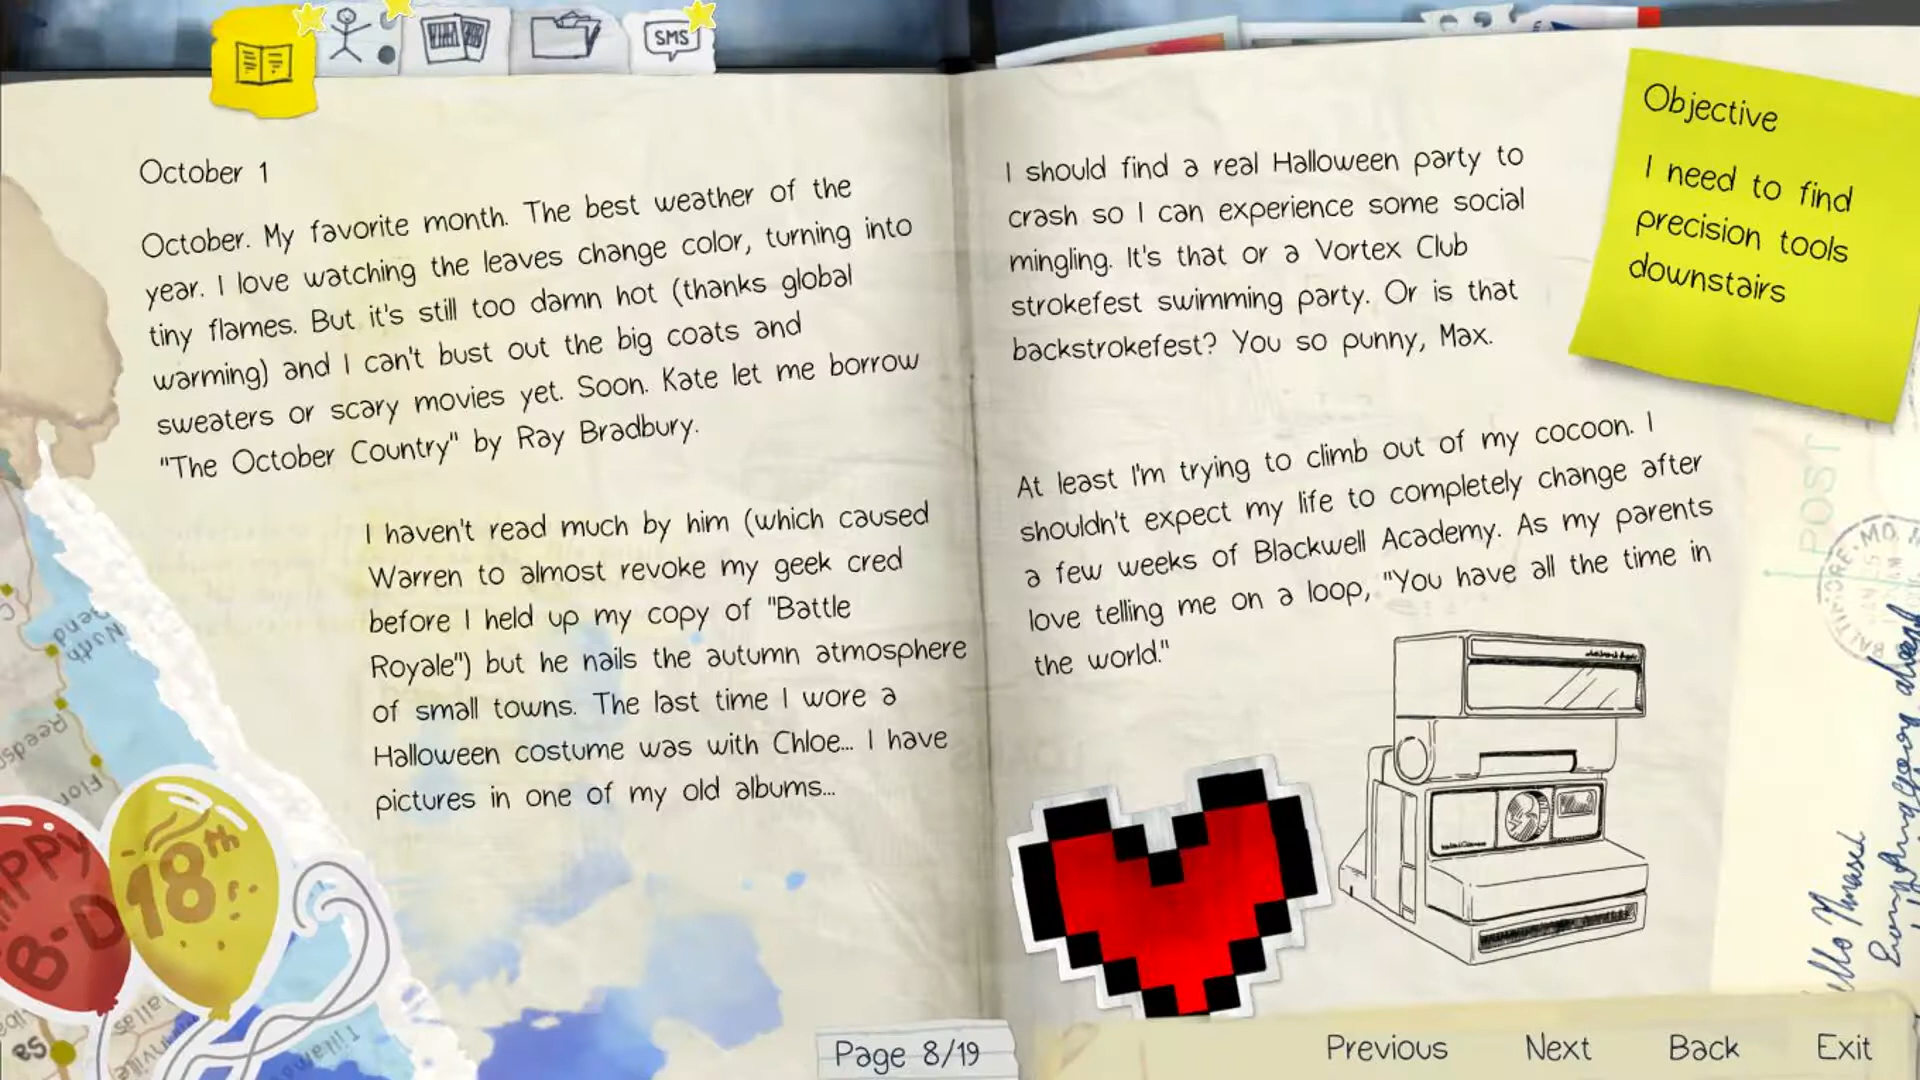 SMS
Objective
I need to find
precision tools
downstairs
October 1
October. My favorite month. The best weather of the
year. I love watching the leaves change color, turning into
tiny flames. But it's still too damn hot (thanks global
warming) and I can't bust out the big coats and
sweaters or scary movies yet. Soon. Kate let me borrow
"The October Country" by Ray Bradbury.
I haven't read much by him (which caused
Warren to almost revoke my geek cred
before I held up my copy of "Battle
Royale") but he nails the autumn atmosphere
of small towns. The last time I wore a
Halloween costume was with Chloe... I have
pictures in one of my old albums...
I should find a real Halloween party to
crash so I can experience some social
mingling. It's that or a Vortex Club
strokefest swimming party. Or is that
backstrokefest? You so punny, Max.
At least I'm trying to climb out of my cocoon. I
shouldn't expect my life to completely change after
a few weeks of Blackwell Academy. As my parents
love telling me on a loop, "You have all the time in
the world."
POST
North
Bend
B-D
18th
Page 8/19
Previous
Next
Back
Exit